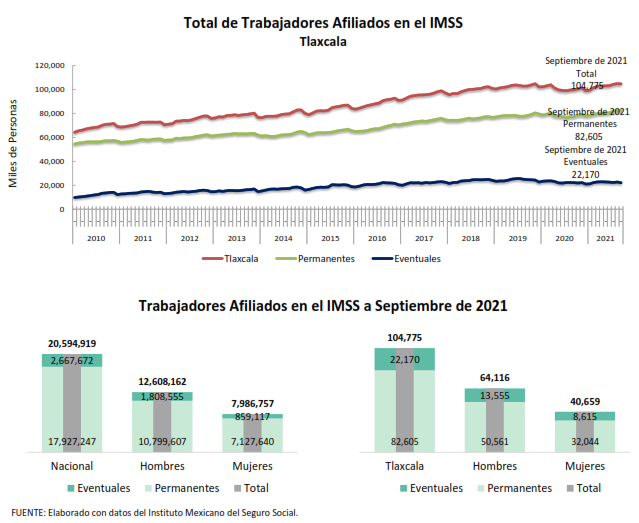 Total de Trabajadores Afiliados en el IMSS
Tlaxcala
Miles de Personas
120,000
100,000
80,000
60,000
40,000
20,000
0
Septiembre de 2021
Total
104,775
Septiembre de 2021
Permanentes
82,605
Septiembre de 2021
Eventuales
22,170
2010 2011 2012 2013 2014 2015 2016 2017 2018 2019 2020 2021
Tlaxcala Permanentes Eventuales
Trabajadores Afiliados en el IMSS a Septiembre de 2021
20,594,919
2,667,672
17,927,247
Nacional
12,608,162
1,808,555
10,799,607
Hombres
7,986,757
859,117
7,127,640
Mujeres
Eventuales Permanentes Total
104,775
22,170
82,605
Tlaxcala
64,116
13,555
50,561
Hombres
40,659
8,615
32,044
Mujeres
Eventuales Permanentes Total
FUENTE: Elaborado con datos del Instituto Mexicano del Seguro Social.